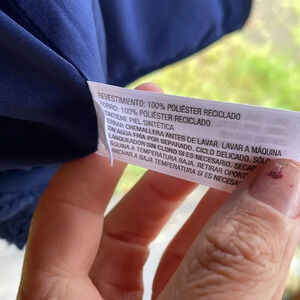 REVESTIMENTO: 100% POLIÉSTER RECICLADO
FORRO: 100% POLIÉSTER RECICLADO
CONTIENE PIEL SINTÉTICA
CERRAR CREMALLERA ANTES DE LAVAR. LAVAR A MÁQUINA
CON AGUA FRÍA POR SEPARADO. CICLO DELICADO. SÓLO
BLANQUEADOR SIN CLORO SI ES NECESARIO. SECAR
MÁQUINA A TEMPERATURA BAJA. RETIRAR
PLANCHAR A BAJA TEMPERATURA SI ES NECESARIO